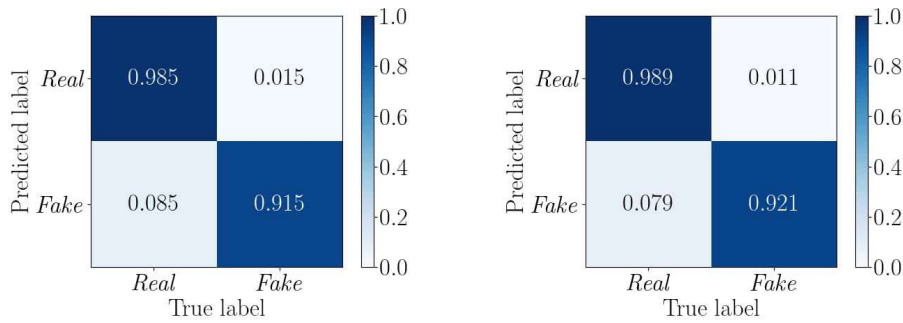 1.0
0.8
0.6
0.4
0.2
0.0
Predicted label
Real
0.985 0.015
Fake
0.085 0.915
Real Fake
True label
1.0
0.8
0.6
0.4
0.2
0.0
Predicted label
Real
0.989 0.011
Fake
0.079 0.921
Real Fake
True label